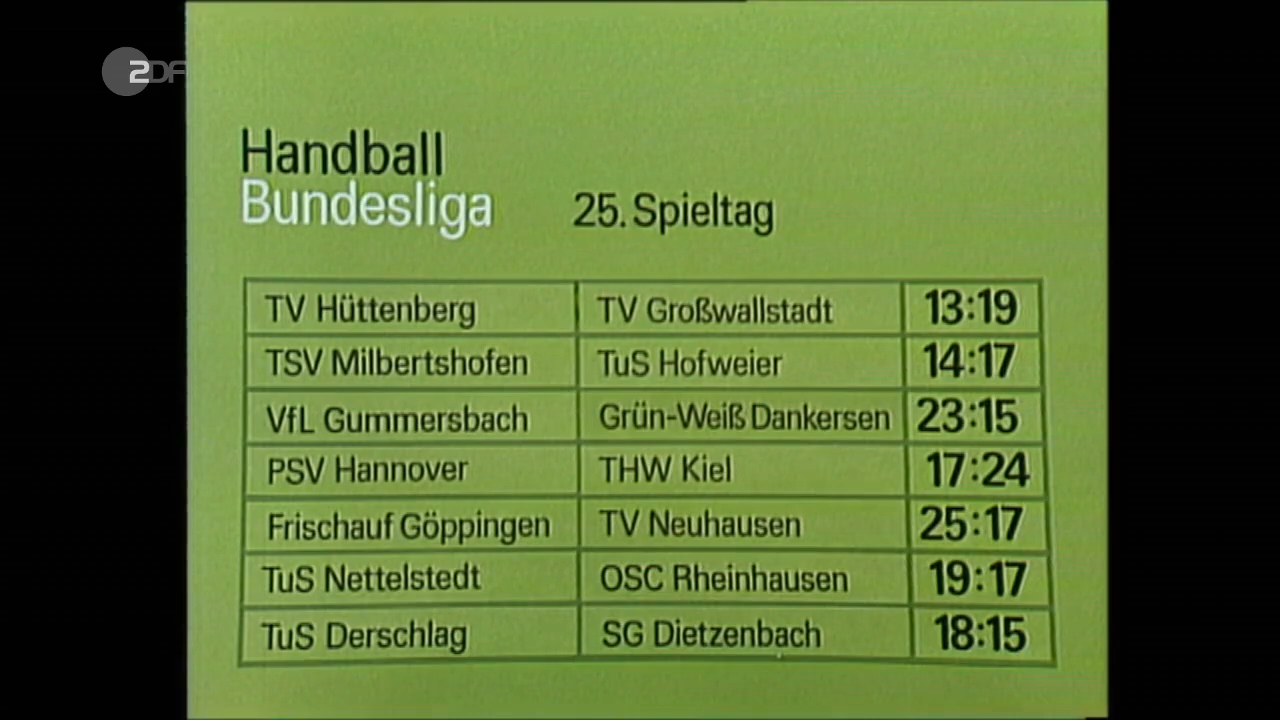 ZDF
Handball
Bundesliga
25. Spieltag
TV Hüttenberg TV Großwallstadt 13:19
TSV Milbertshofen TuS Hofweier 14:17
VfL Gummersbach Grün-Weiß Dankersen 23:15
PSV Hannover THW Kiel 17:24
Frischauf Göppingen TV Neuhausen 25:17
TuS Nettelstedt OSC Rheinhausen 19:17
TuS Derschlag SG Dietzenbach 18:15